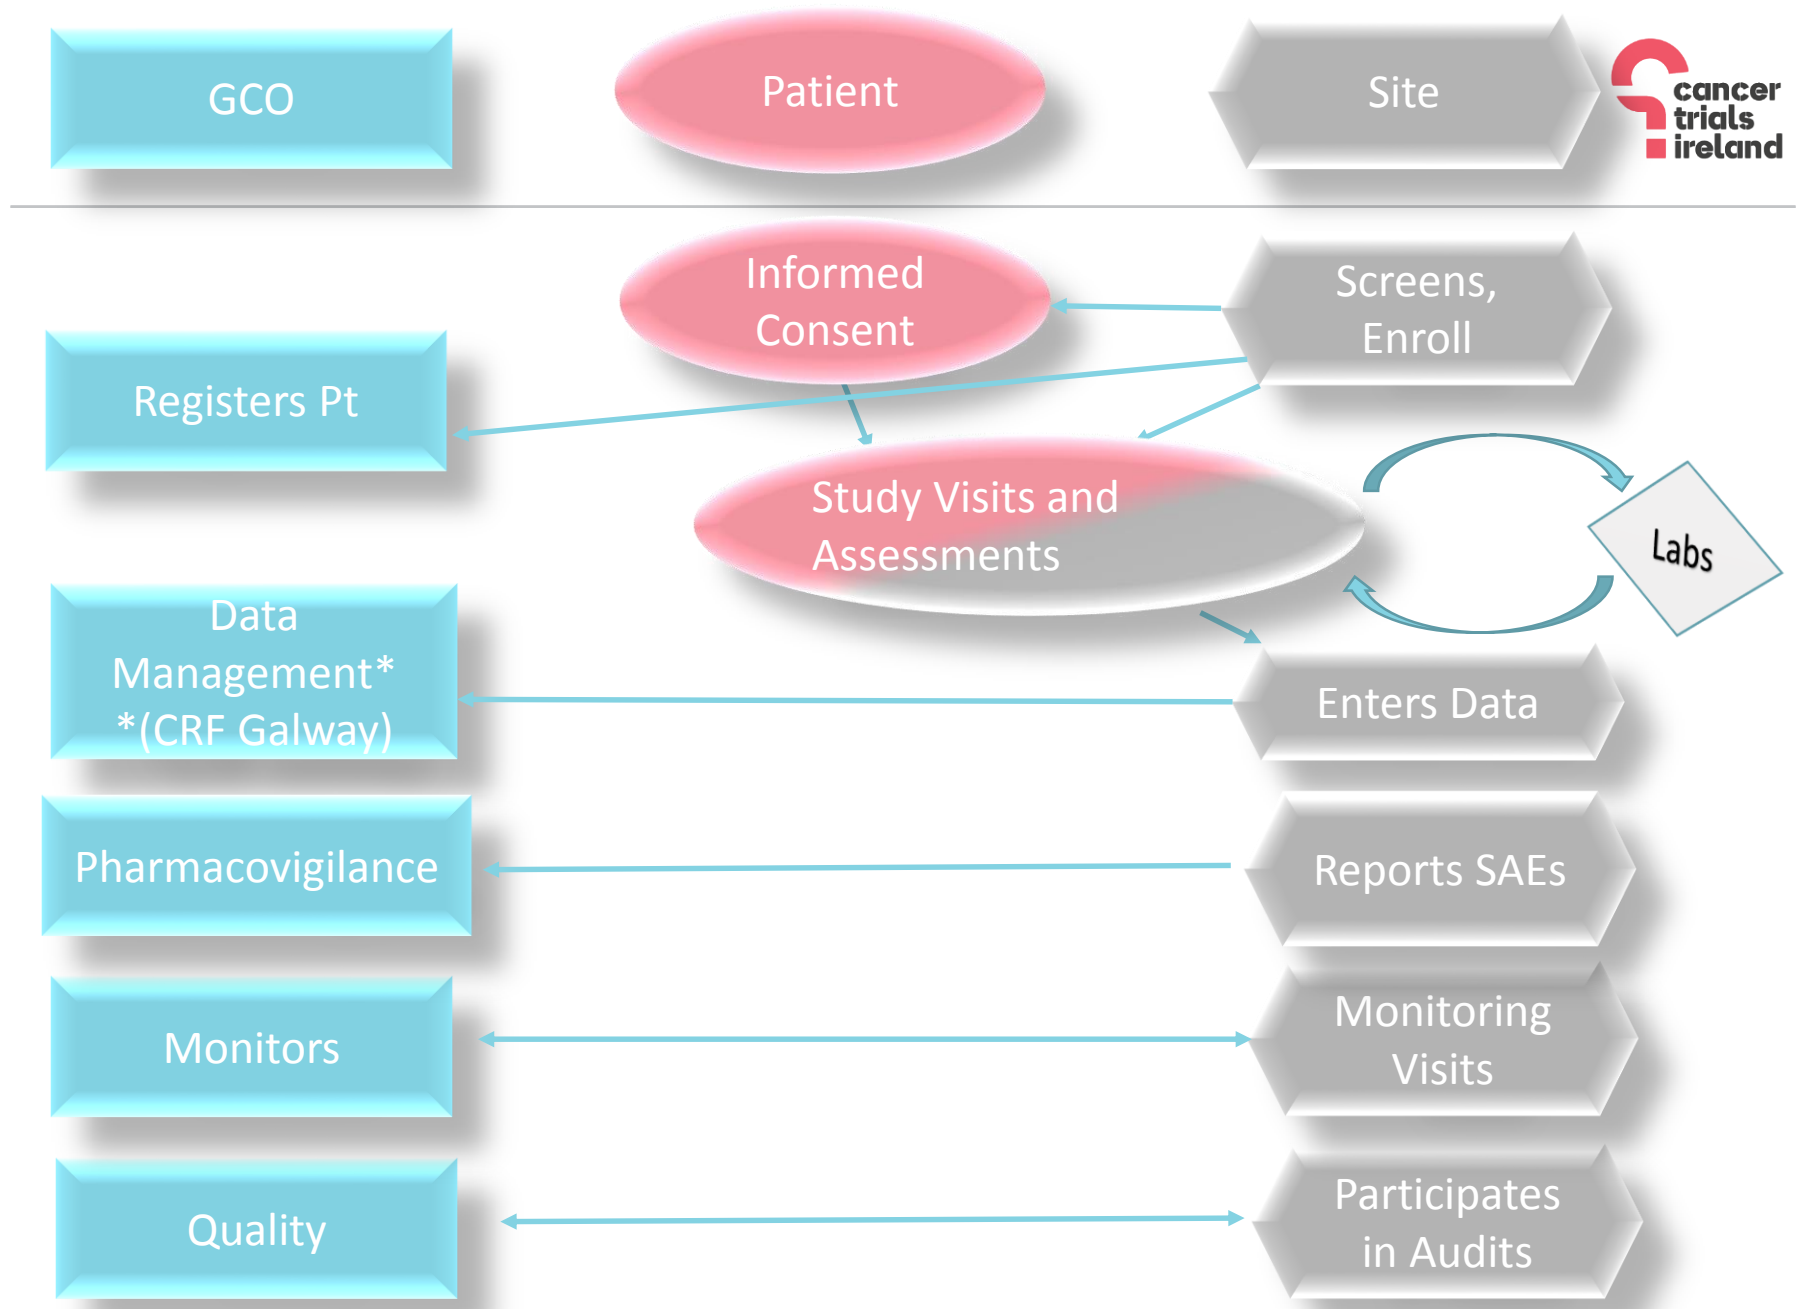 GCO
Patient
Site
cancer
trials
ireland
Informed
Consent
Screens,
Enroll
Registers Pt
Study Visits and
Assessments
Labs
Data
Management*
*(CRF Galway)
Enters Data
Pharmacovigilance
Reports SAEs
Monitors
Monitoring
Visits
Quality
Participates
in Audits